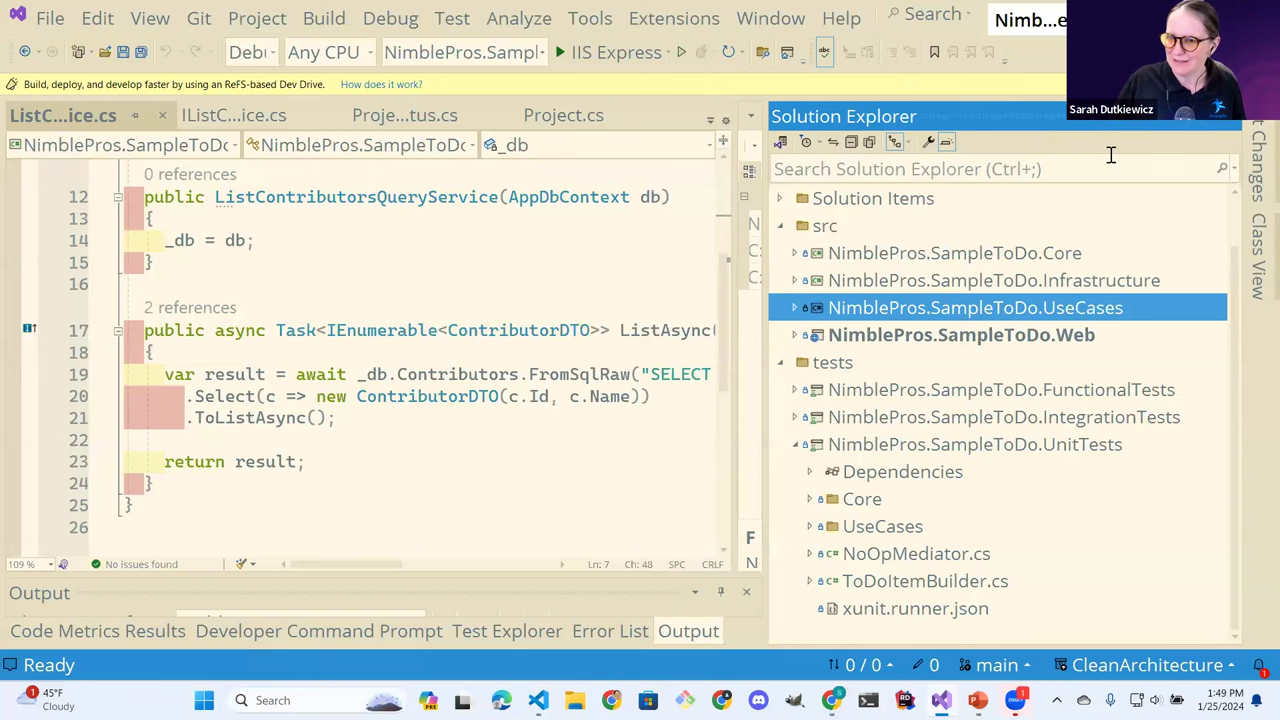 File Edit View Git Project Build Debug Test Analyze Tools Extensions Window Help Search Nimb...e
Debu Any CPU NimblePros.Sampl IIS Express
Build, deploy, and develop faster by using an ReFS-based Dev Drive. How does it work?
Sarah Dutkiewicz
ListC...ice.cs IListC...ice.cs Proje...tus.cs Project.cs
NimblePros.SampleToDo NimblePros.SampleToDo _db
0 references
12 public ListContributorsQueryService(AppDbContext db)
13 {
14 _db = db;
15 }
16
2 references
17 public async Task<IEnumerable<ContributorDTO>> ListAsync(
18 {
19 var result = await _db.Contributors.FromSqlRaw("SELECT
20 .Select(c => new ContributorDTO(c.Id, c.Name))
21 .ToListAsync();
22
23 return result;
24 }
25 }
26
109 % No issues found Ln: 7 Ch: 48 SPC CRLF
Output
Code Metrics Results Developer Command Prompt Test Explorer Error List Output
N
C:
C:
F
N
Solution Explorer
Search Solution Explorer (Ctrl+;)
Solution Items
src
NimblePros.SampleToDo.Core
NimblePros.SampleToDo.Infrastructure
NimblePros.SampleToDo.UseCases
NimblePros.SampleToDo.Web
tests
NimblePros.SampleToDo.FunctionalTests
NimblePros.SampleToDo.IntegrationTests
NimblePros.SampleToDo.UnitTests
Dependencies
Core
UseCases
NoOpMediator.cs
ToDoItemBuilder.cs
xunit.runner.json
t Changes
Class View
Ready 0 / 0 0 main CleanArchitecture
45°F
Cloudy
Search
1:49 PM
1/25/2024